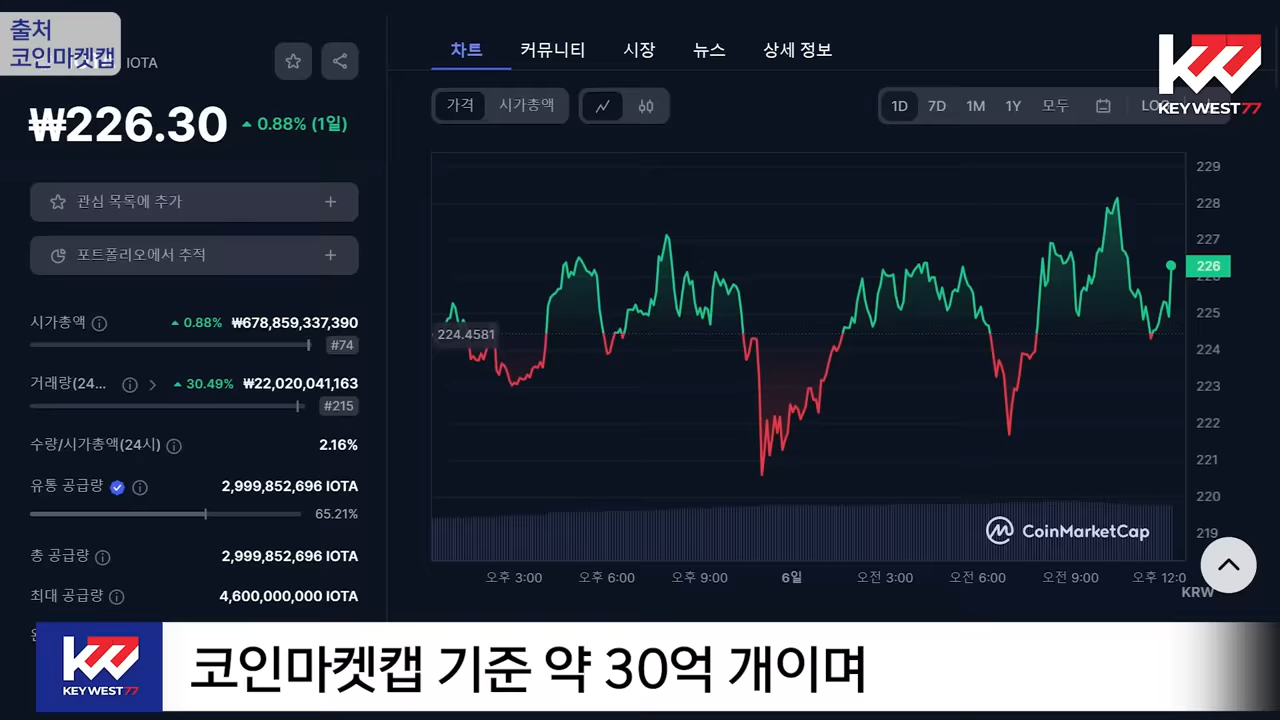 출처
코인마켓캡
IOTA
₩226.30
0.88% (1일)
관심 목록에 추가
포트폴리오에서 추적
시가총액
0.88% ₩678,859,337,390
#74
거래량(24...
30.49% ₩22,020,041,163
#215
수량/시가총액(24시)
2.16%
유통 공급량
2,999,852,696 IOTA
65.21%
총 공급량
2,999,852,696 IOTA
최대 공급량
4,600,000,000 IOTA
차트 커뮤니티 시장 뉴스 상세 정보
가격 시가총액
1D 7D 1M 1Y 모두
K77
KEY WEST 77
229
228
227
226
226
225
224
223
222
221
220
219
224.4581
CoinMarketCap
오후 3:00 오후 6:00 오후 9:00 6일 오전 3:00 오전 6:00 오전 9:00 오후 12:0
KRW
K77
KEY WEST 77
코인마켓캡 기준 약 30억 개이며